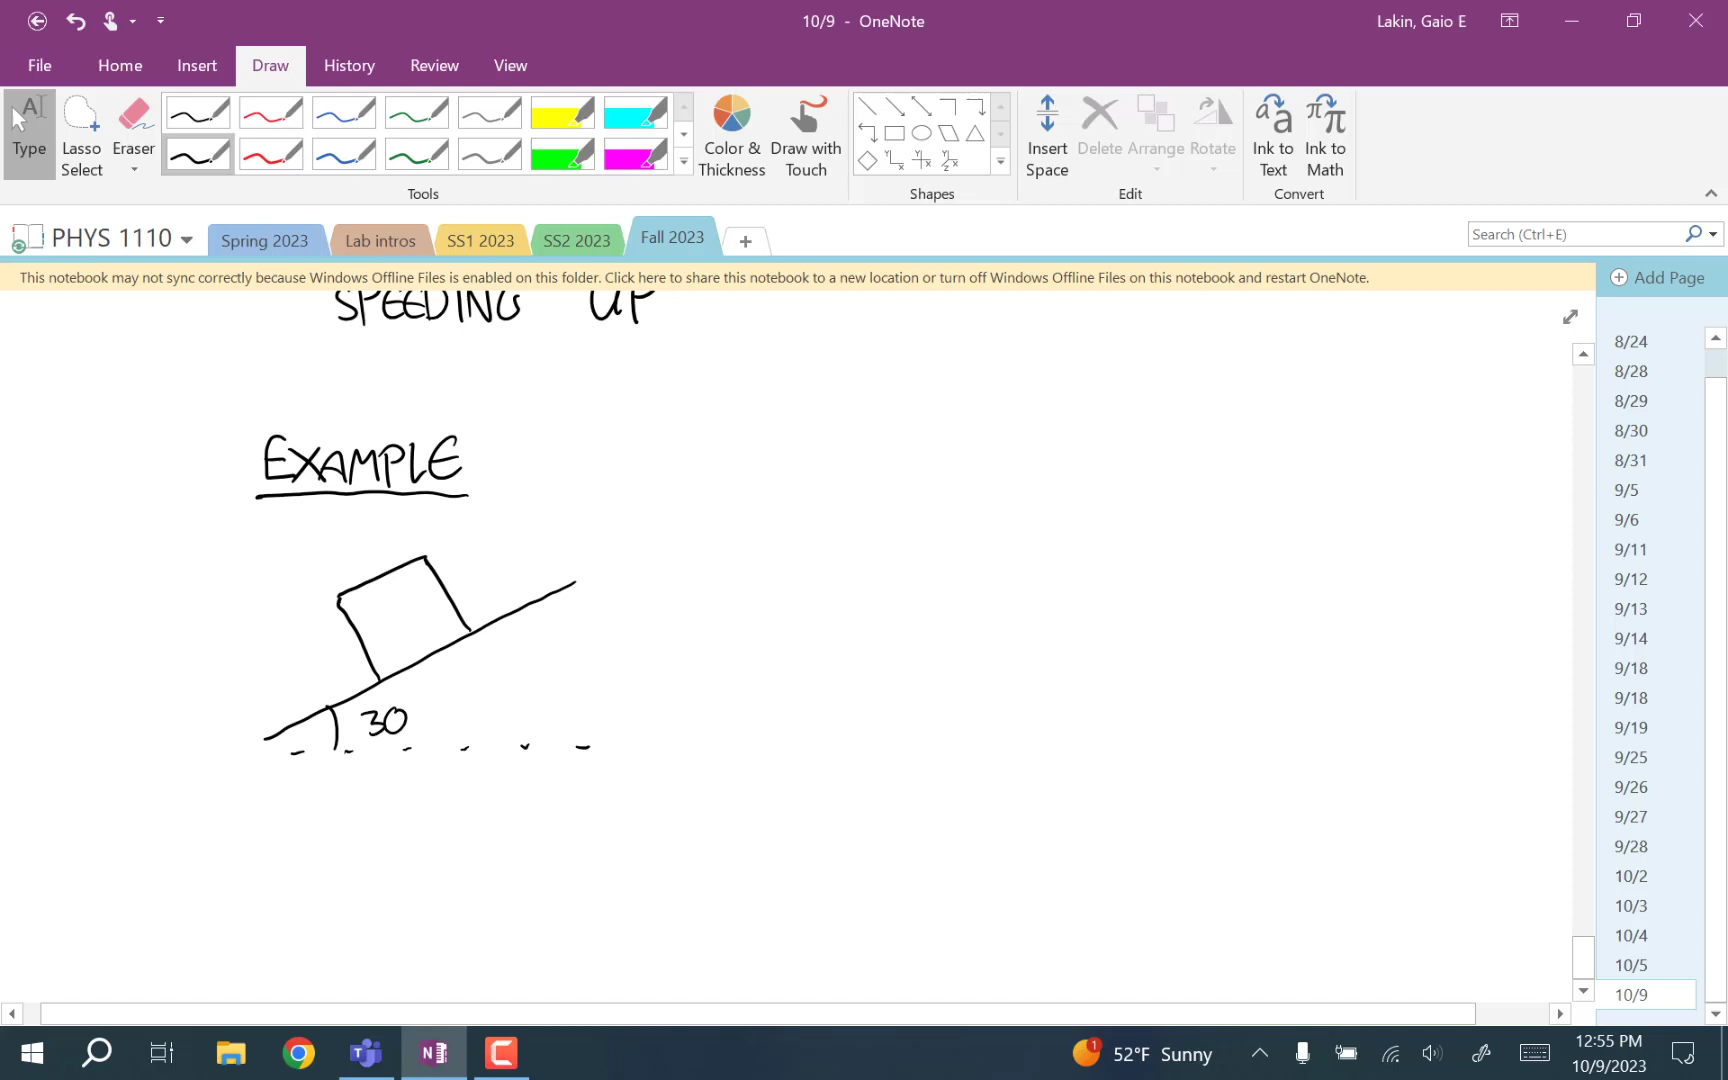 10/9 - OneNote
Lakin, Gaio E
File Home Insert Draw History Review View
Type
Lasso Select
Eraser
Color & Thickness
Draw with Touch
Insert Space
Delete
Arrange
Rotate
Ink to Text
Ink to Math
Tools
Shapes
Edit
Convert
PHYS 1110
Spring 2023
Lab intros
SS1 2023
SS2 2023
Fall 2023
Search (Ctrl+E)
This notebook may not sync correctly because Windows Offline Files is enabled on this folder. Click here to share this notebook to a new location or turn off Windows Offline Files on this notebook and restart OneNote.
Add Page
SPEEDING UP
EXAMPLE
30
8/24
8/28
8/29
8/30
8/31
9/5
9/6
9/11
9/12
9/13
9/14
9/18
9/18
9/19
9/25
9/26
9/27
9/28
10/2
10/3
10/4
10/5
10/9
1
52°F Sunny
12:55 PM
10/9/2023